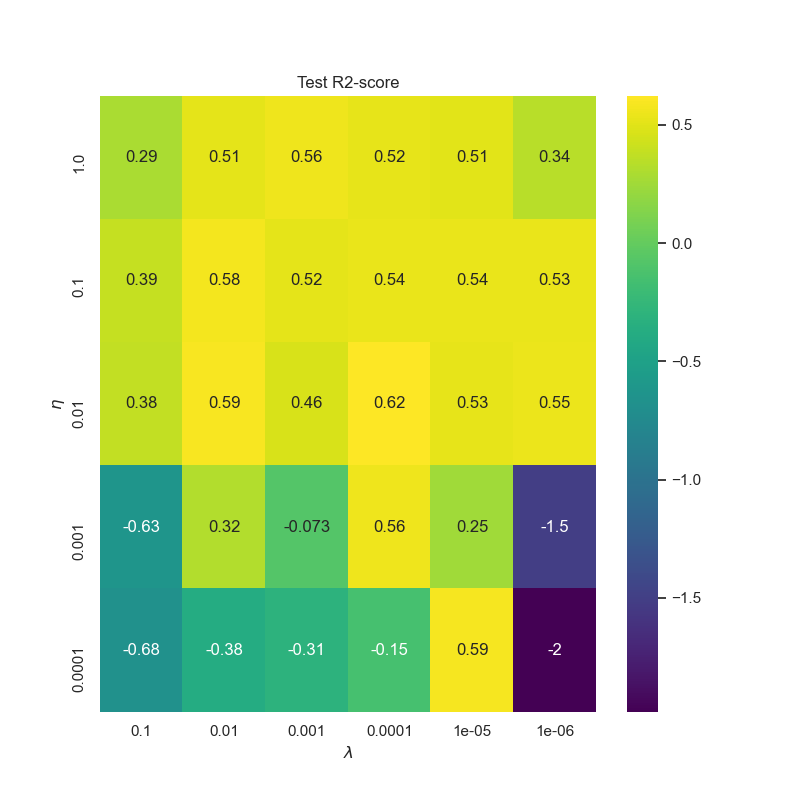 Test R2-score
1.0 0.29 0.51 0.56 0.52 0.51 0.34
0.1 0.39 0.58 0.52 0.54 0.54 0.53
0.01 0.38 0.59 0.46 0.62 0.53 0.55
0.001 -0.63 0.32 -0.073 0.56 0.25 -1.5
0.0001 -0.68 -0.38 -0.31 -0.15 0.59 -2
η
0.1 0.01 0.001 0.0001 1e-05 1e-06
λ
0.5
0.0
−0.5
−1.0
−1.5